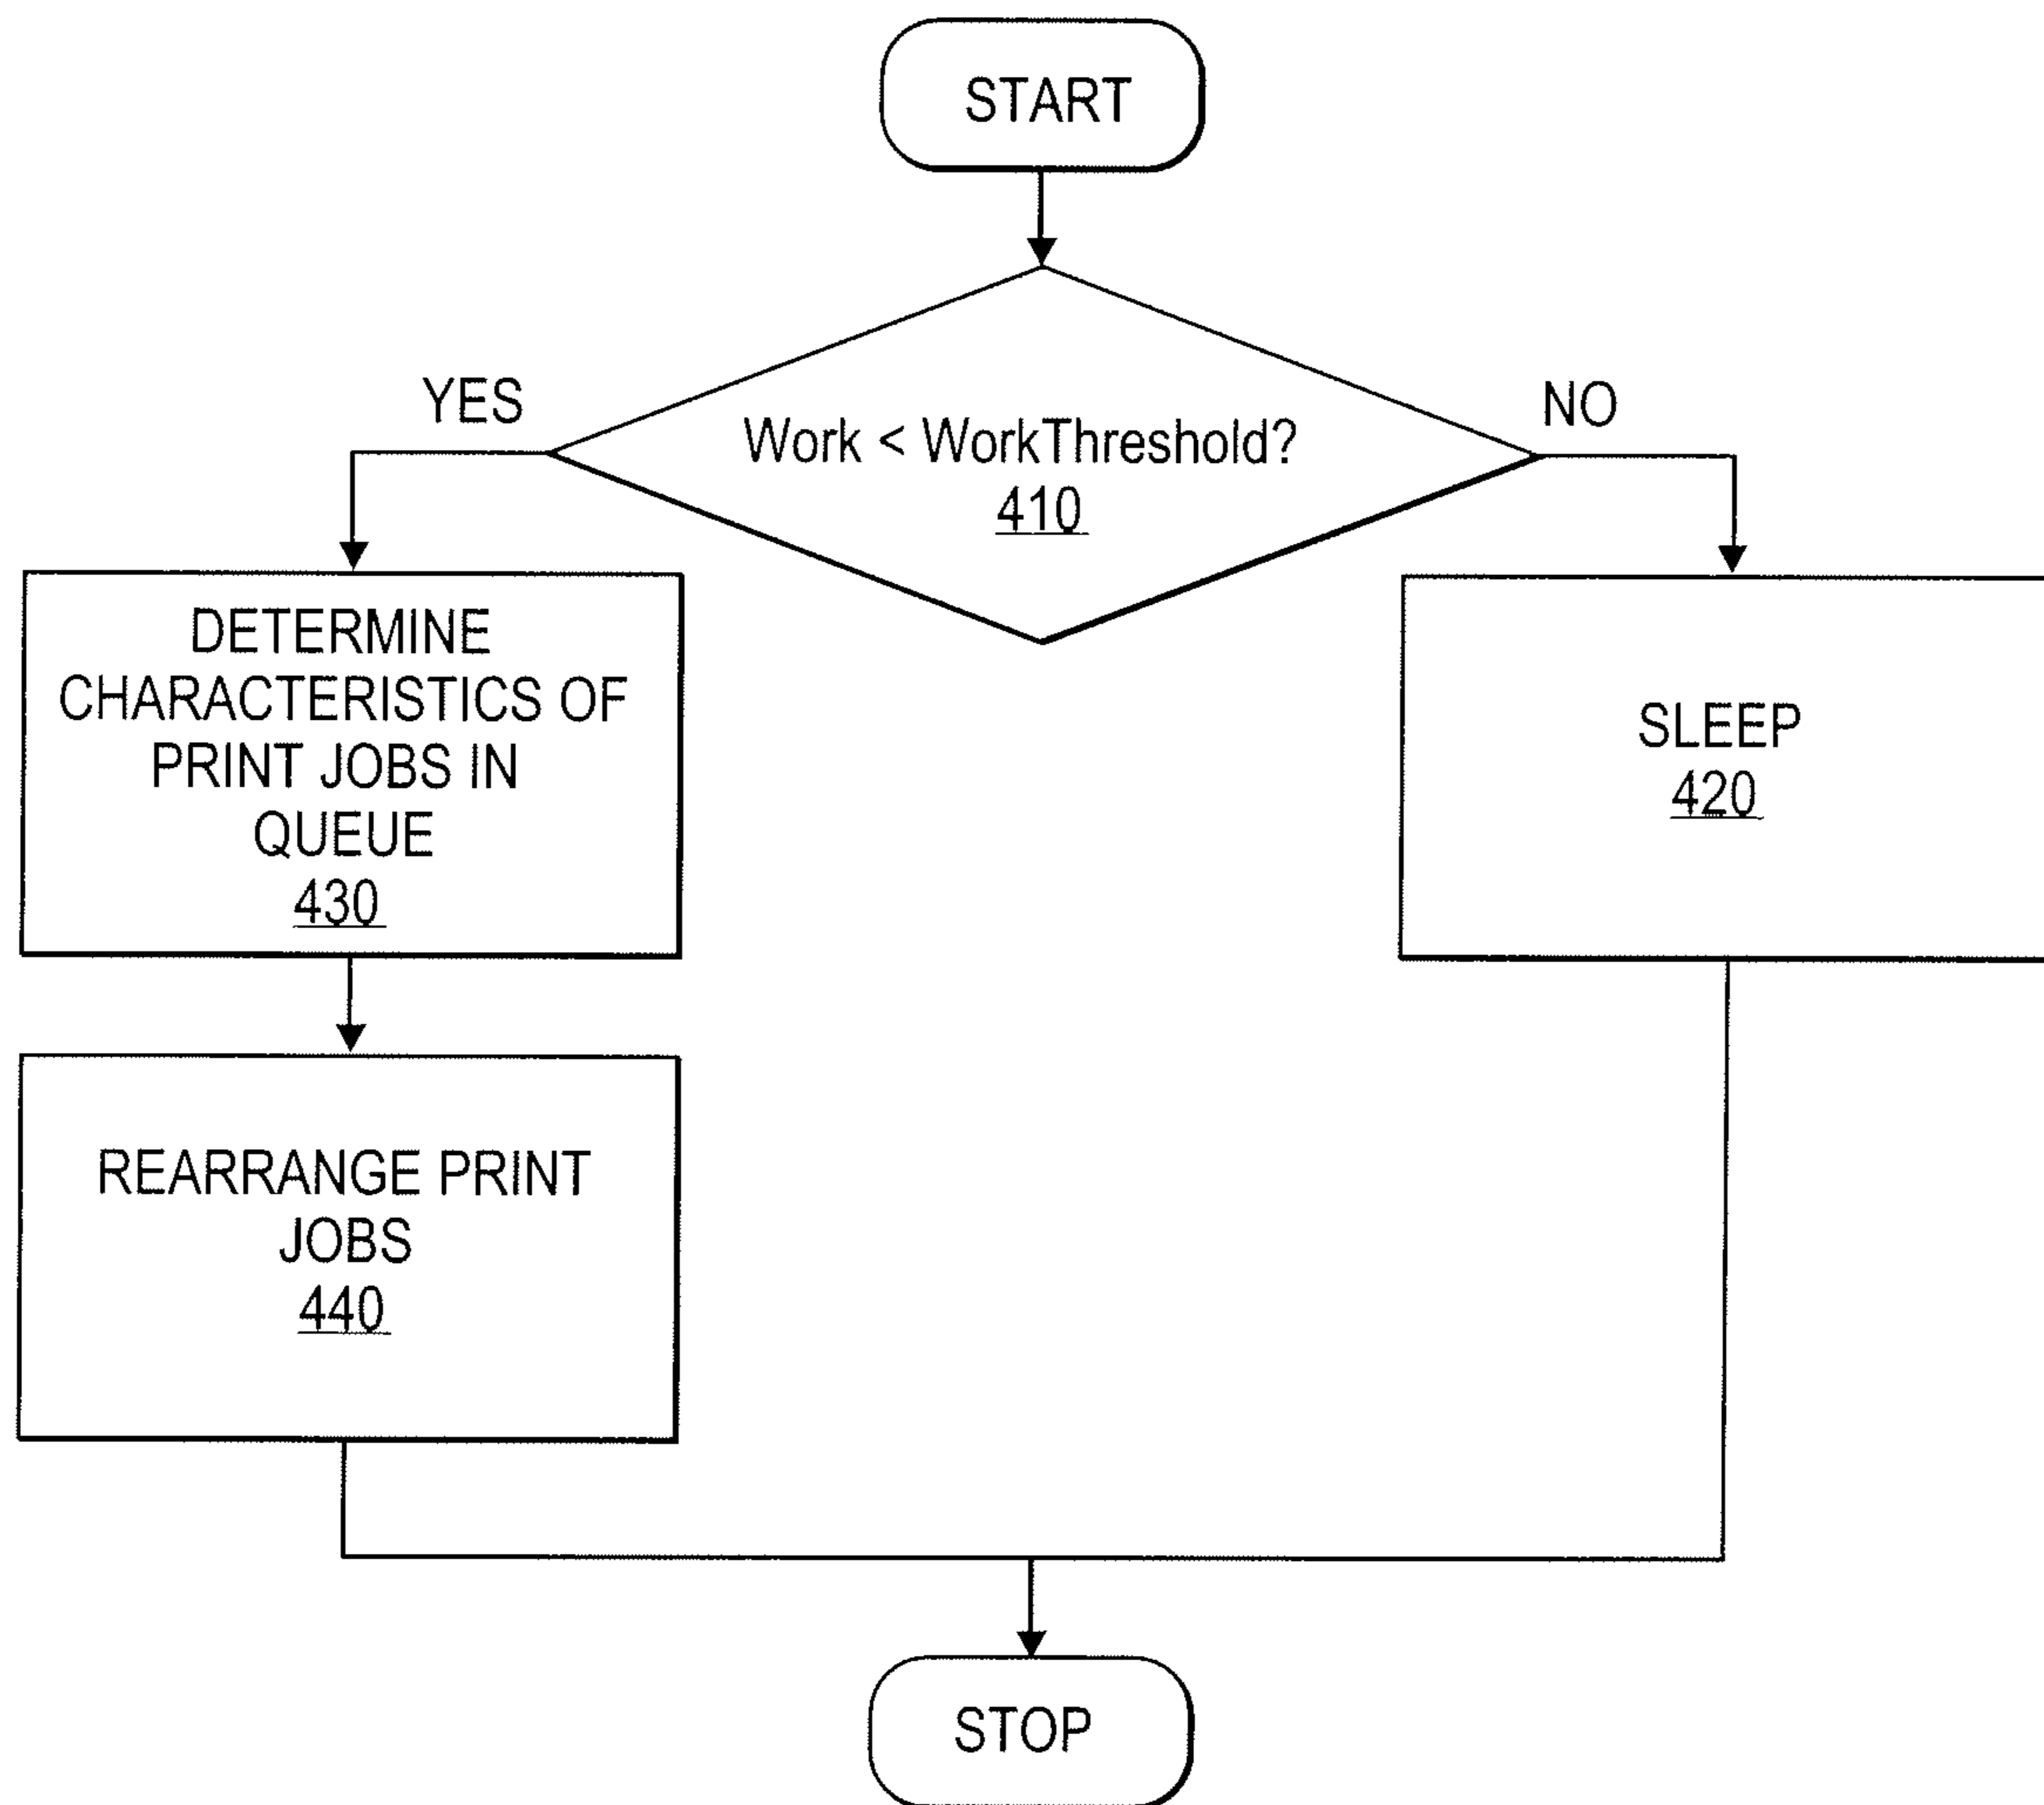 START
YES
NO
Work < WorkThreshold?
410
DETERMINE
CHARACTERISTICS OF
PRINT JOBS IN
QUEUE
430
SLEEP
420
REARRANGE PRINT
JOBS
440
STOP